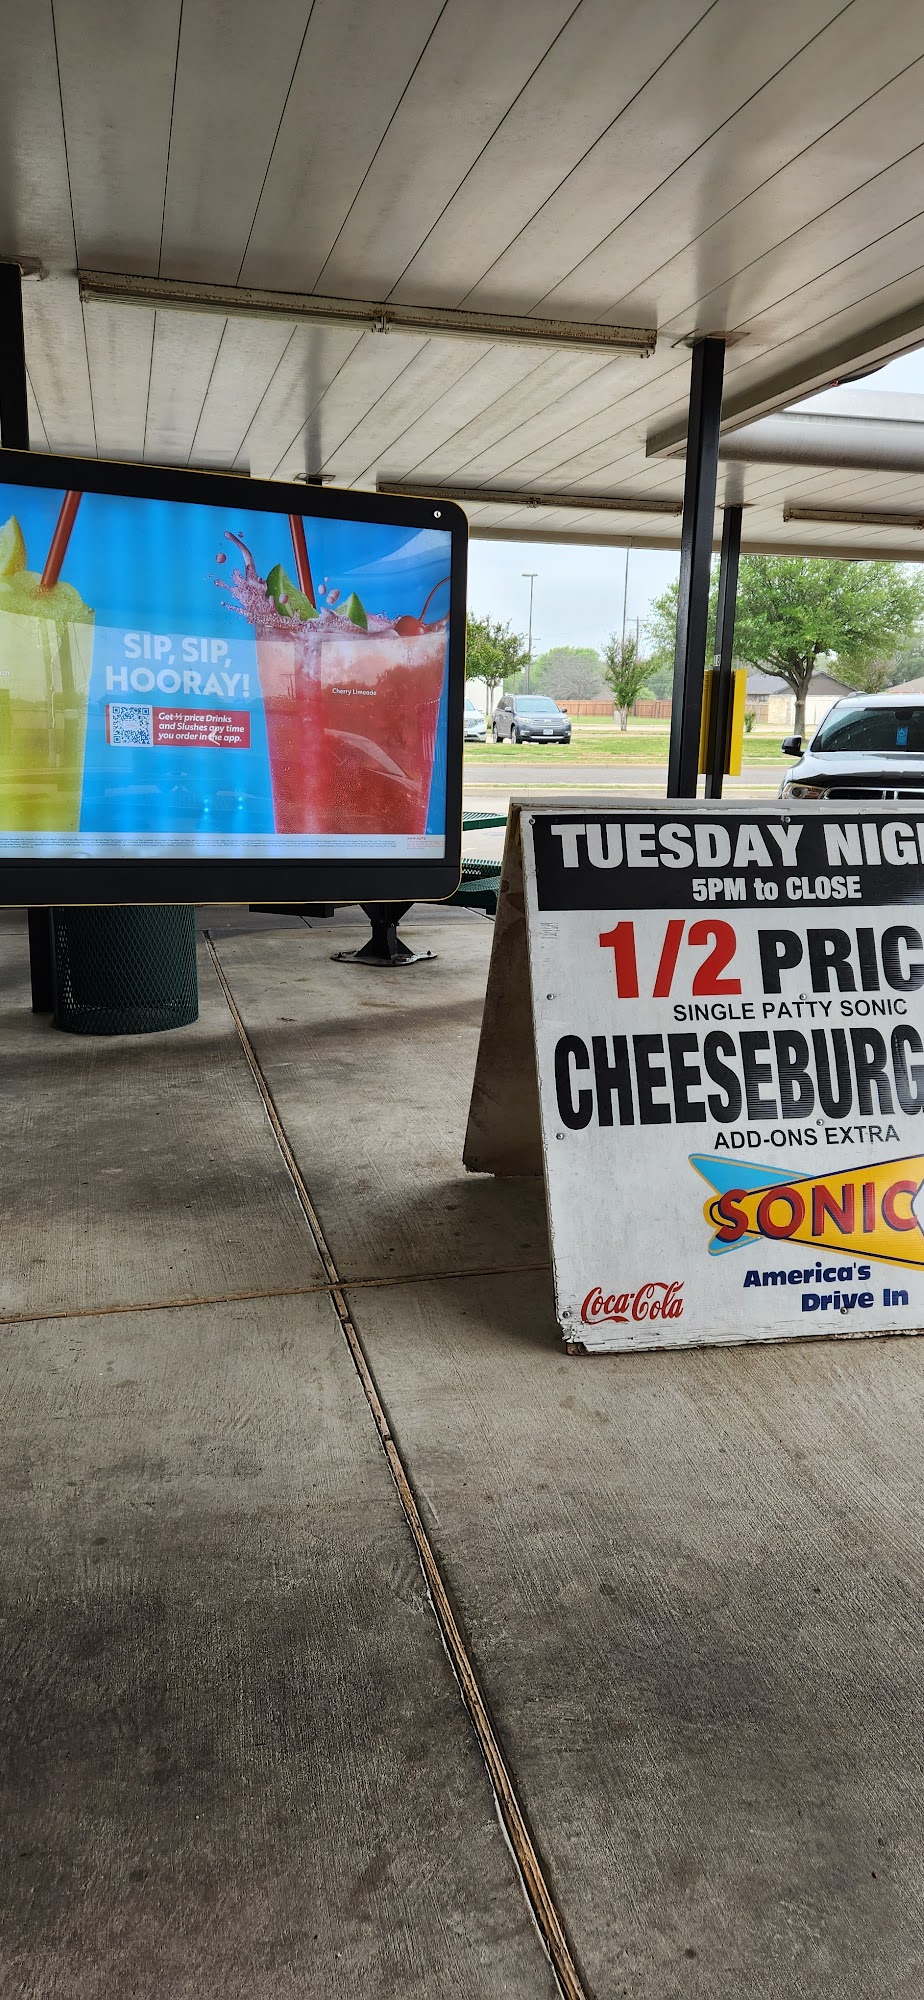 SIP, SIP,
HOORAY!
Get ½ price Drinks
and Slushes any time
you order in the app.
Cherry Limeade
TUESDAY NIG
5PM to CLOSE
1/2 PRIC
SINGLE PATTY SONIC
CHEESEBURG
ADD-ONS EXTRA
SONIC
America's
Drive In
Coca-Cola